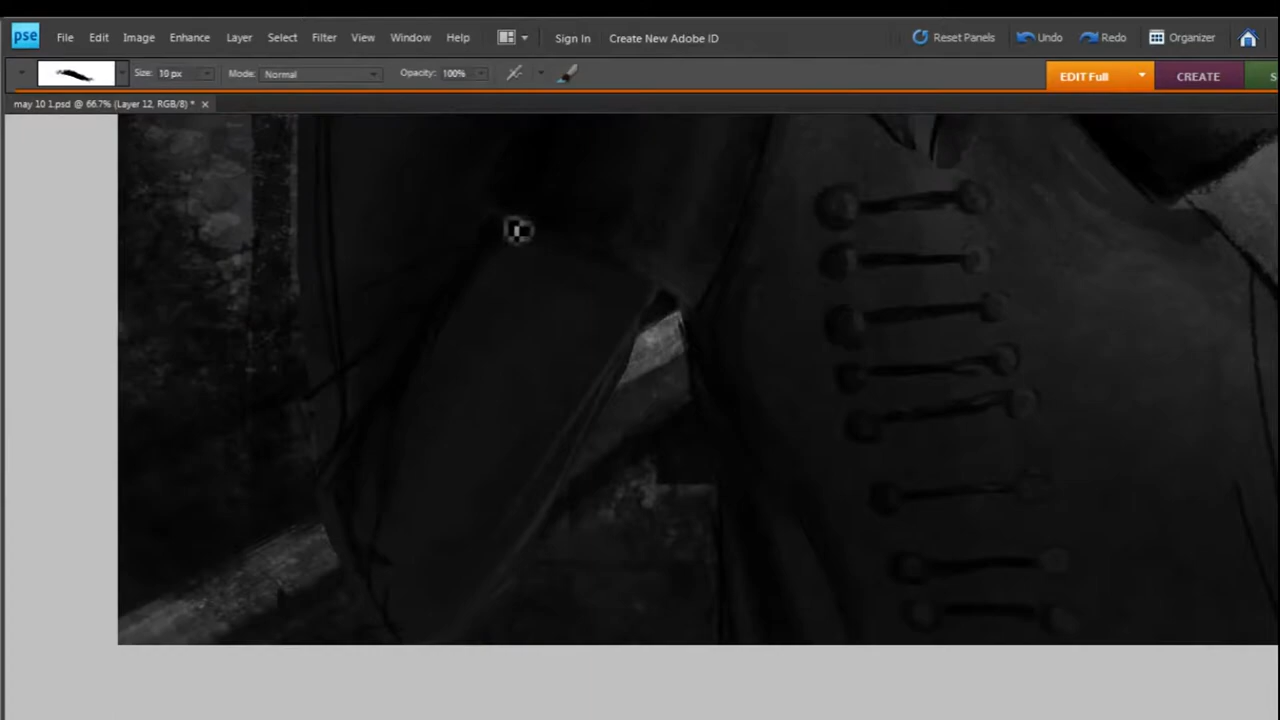 pse File Edit Image Enhance Layer Select Filter View Window Help Sign In Create New Adobe ID Reset Panels Undo Redo Organizer
Size: 10 px Mode: Normal Opacity: 100% EDIT Full CREATE S
may 10 1.psd @ 66.7% (Layer 12, RGB/8) *